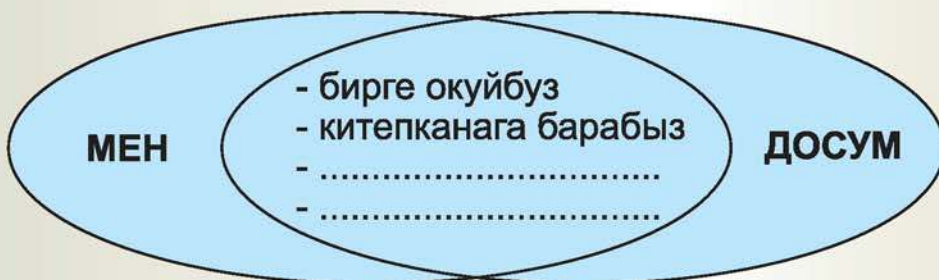 МЕН
- бирге окуйбуз
- китепканага барабыз
- ................................
- ................................
ДОСУМ